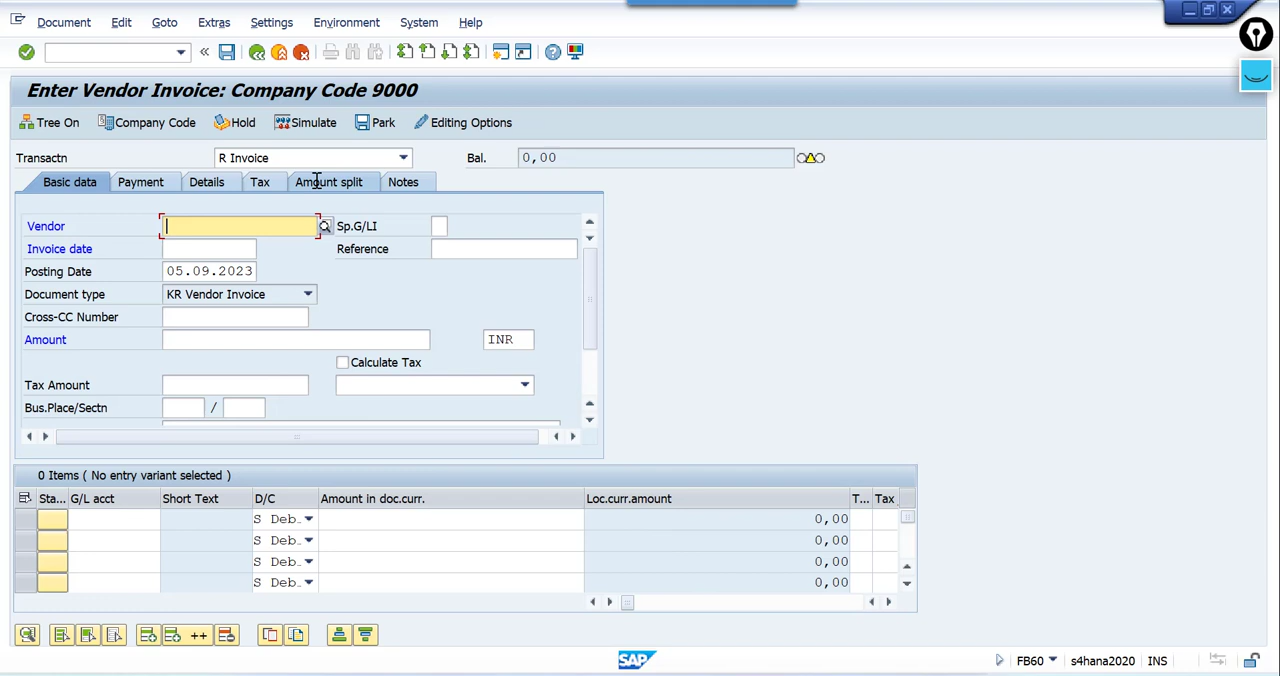 Document Edit Goto Extras Settings Environment System Help
Enter Vendor Invoice: Company Code 9000
Tree On Company Code Hold Simulate Park Editing Options
Transactn R Invoice Bal. 0,00
Basic data Payment Details Tax Amount split Notes
Vendor Sp.G/LI
Invoice date Reference
Posting Date 05.09.2023
Document type KR Vendor Invoice
Cross-CC Number
Amount INR
Calculate Tax
Tax Amount
Bus.Place/Sectn /
0 Items ( No entry variant selected )
Sta... G/L acct Short Text D/C Amount in doc.curr. Loc.curr.amount T... Tax
S Deb… 0,00
S Deb… 0,00
S Deb… 0,00
S Deb… 0,00
SAP FB60 s4hana2020 INS